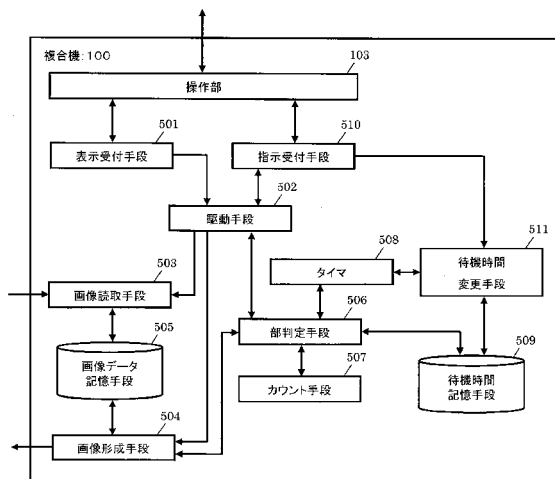 複合機:100
103
操作部
501
510
表示受付手段
指示受付手段
502
駆動手段
511
508
待機時間
変更手段
タイマ
503
画像読取手段
506
部判定手段
505
画像データ
記憶手段
507
カウント手段
509
待機時間
記憶手段
504
画像形成手段